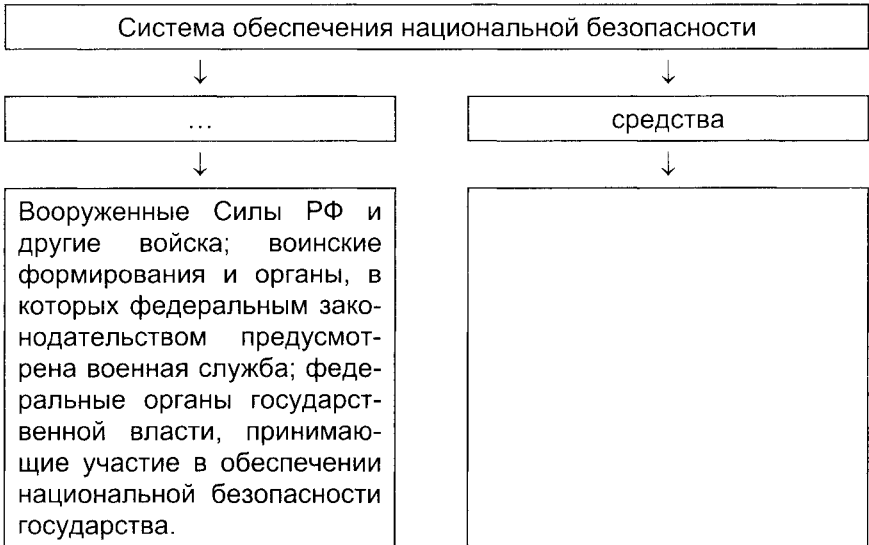 Система обеспечения национальной безопасности
↓ ↓
... средства
↓ ↓
Вооруженные Силы РФ и
другие войска; воинские
формирования и органы, в
которых федеральным зако-
нодательством предусмот-
рена военная служба; феде-
ральные органы государст-
венной власти, принимаю-
щие участие в обеспечении
национальной безопасности
государства.